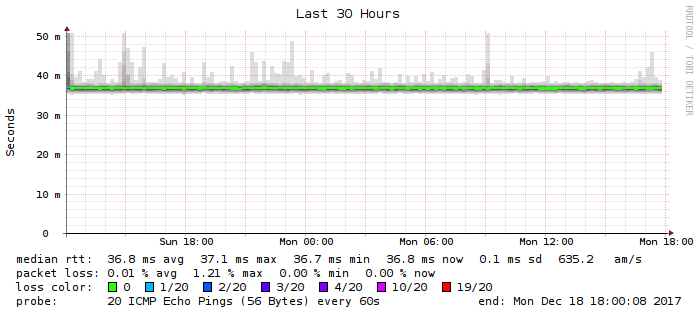 Last 30 Hours
RRDTOOL / TOBI OETIKER
Seconds
50 m
40 m
30 m
20 m
10 m
0
Sun 18:00 Mon 00:00 Mon 06:00 Mon 12:00 Mon 18:00
median rtt: 36.8 ms avg 37.1 ms max 36.7 ms min 36.8 ms now 0.1 ms sd 635.2 am/s
packet loss: 0.01 % avg 1.21 % max 0.00 % min 0.00 % now
loss color: 0 1/20 2/20 3/20 4/20 10/20 19/20
probe: 20 ICMP Echo Pings (56 Bytes) every 60s end: Mon Dec 18 18:00:08 2017